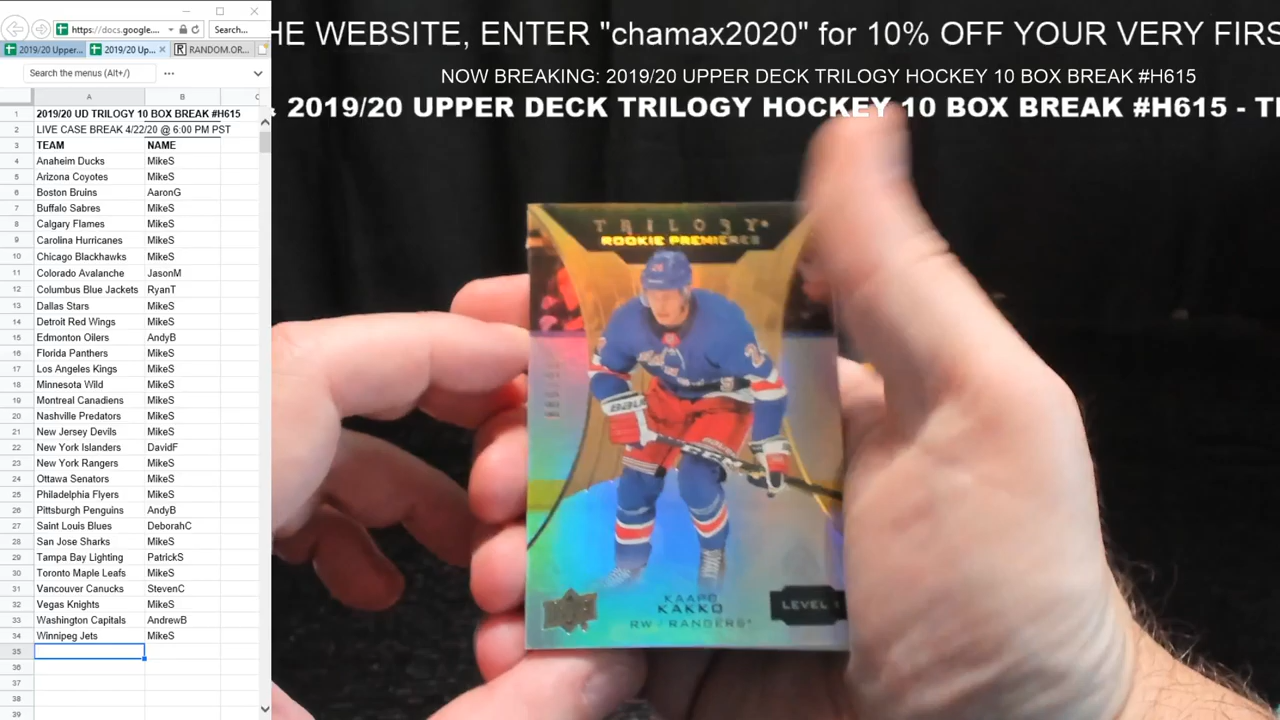 https://docs.google....
Search...
2019/20 Upper...
2019/20 Up...
RANDOM.OR...
Search the menus (Alt+/)
A B C
1 2019/20 UD TRILOGY 10 BOX BREAK #H615
2 LIVE CASE BREAK 4/22/20 @ 6:00 PM PST
3 TEAM NAME
4 Anaheim Ducks MikeS
5 Arizona Coyotes MikeS
6 Boston Bruins AaronG
7 Buffalo Sabres MikeS
8 Calgary Flames MikeS
9 Carolina Hurricanes MikeS
10 Chicago Blackhawks MikeS
11 Colorado Avalanche JasonM
12 Columbus Blue Jackets RyanT
13 Dallas Stars MikeS
14 Detroit Red Wings MikeS
15 Edmonton Oilers AndyB
16 Florida Panthers MikeS
17 Los Angeles Kings MikeS
18 Minnesota Wild MikeS
19 Montreal Canadiens MikeS
20 Nashville Predators MikeS
21 New Jersey Devils MikeS
22 New York Islanders DavidF
23 New York Rangers MikeS
24 Ottawa Senators MikeS
25 Philadelphia Flyers MikeS
26 Pittsburgh Penguins AndyB
27 Saint Louis Blues DeborahC
28 San Jose Sharks MikeS
29 Tampa Bay Lighting PatrickS
30 Toronto Maple Leafs MikeS
31 Vancouver Canucks StevenC
32 Vegas Knights MikeS
33 Washington Capitals AndrewB
34 Winnipeg Jets MikeS
35
36
37
38
39
HE WEBSITE, ENTER "chamax2020" for 10% OFF YOUR VERY FIRS
NOW BREAKING: 2019/20 UPPER DECK TRILOGY HOCKEY 10 BOX BREAK #H615
2019/20 UPPER DECK TRILOGY HOCKEY 10 BOX BREAK #H615 - T
TRILOGY
ROOKIE PREMIERES
KAAPO
KAKKO
RW / RANGERS
LEVEL 1